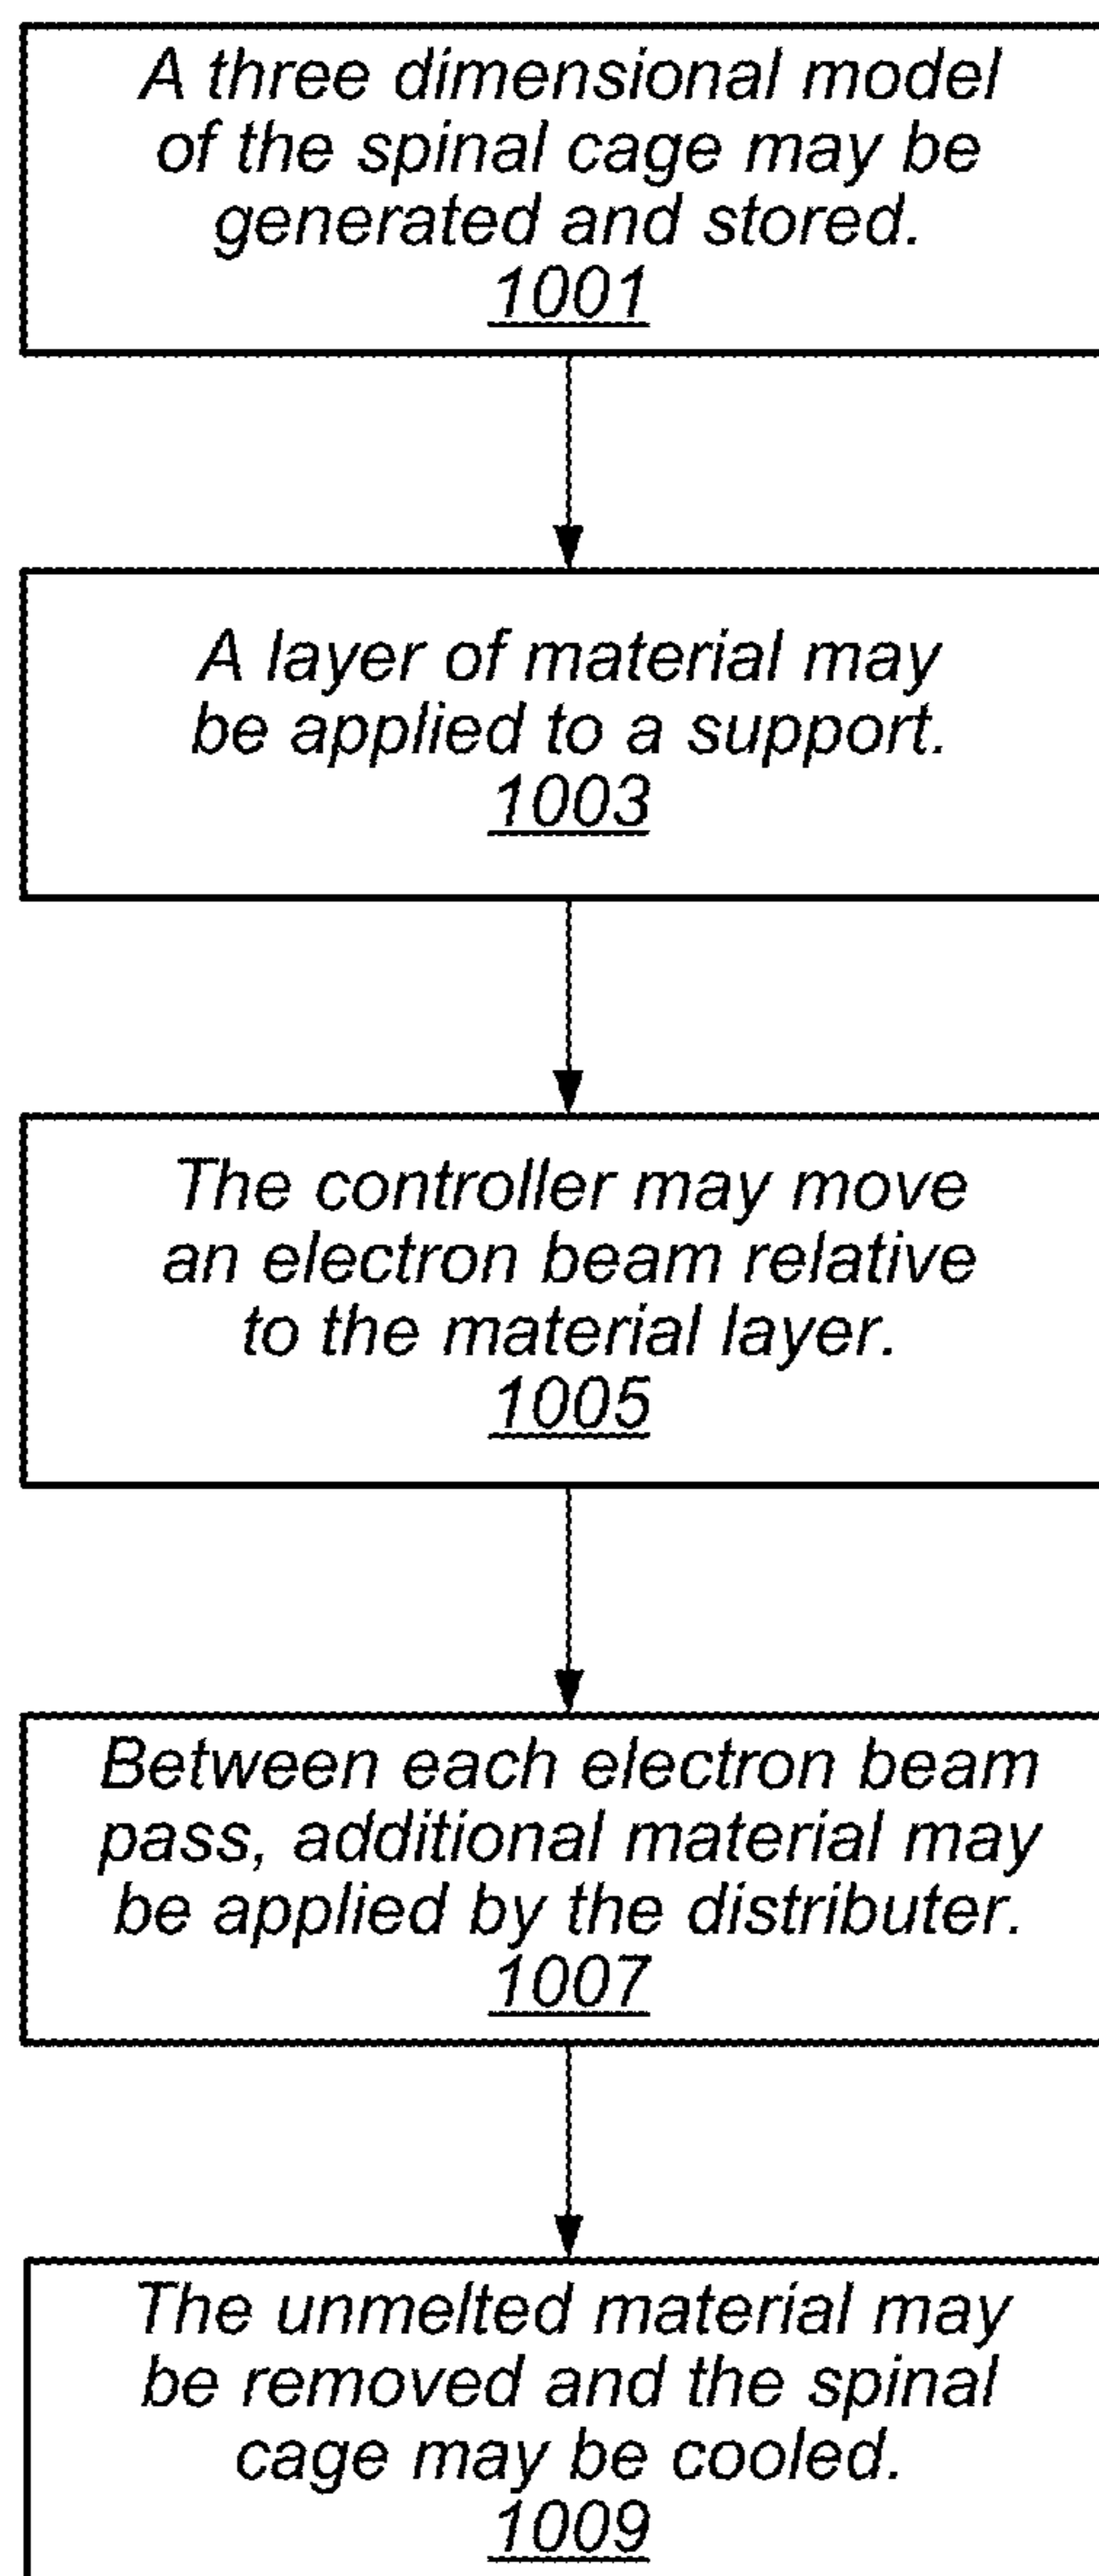 A three dimensional model
of the spinal cage may be
generated and stored.
1001
A layer of material may
be applied to a support.
1003
The controller may move
an electron beam relative
to the material layer.
1005
Between each electron beam
pass, additional material may
be applied by the distributer.
1007
The unmelted material may
be removed and the spinal
cage may be cooled.
1009